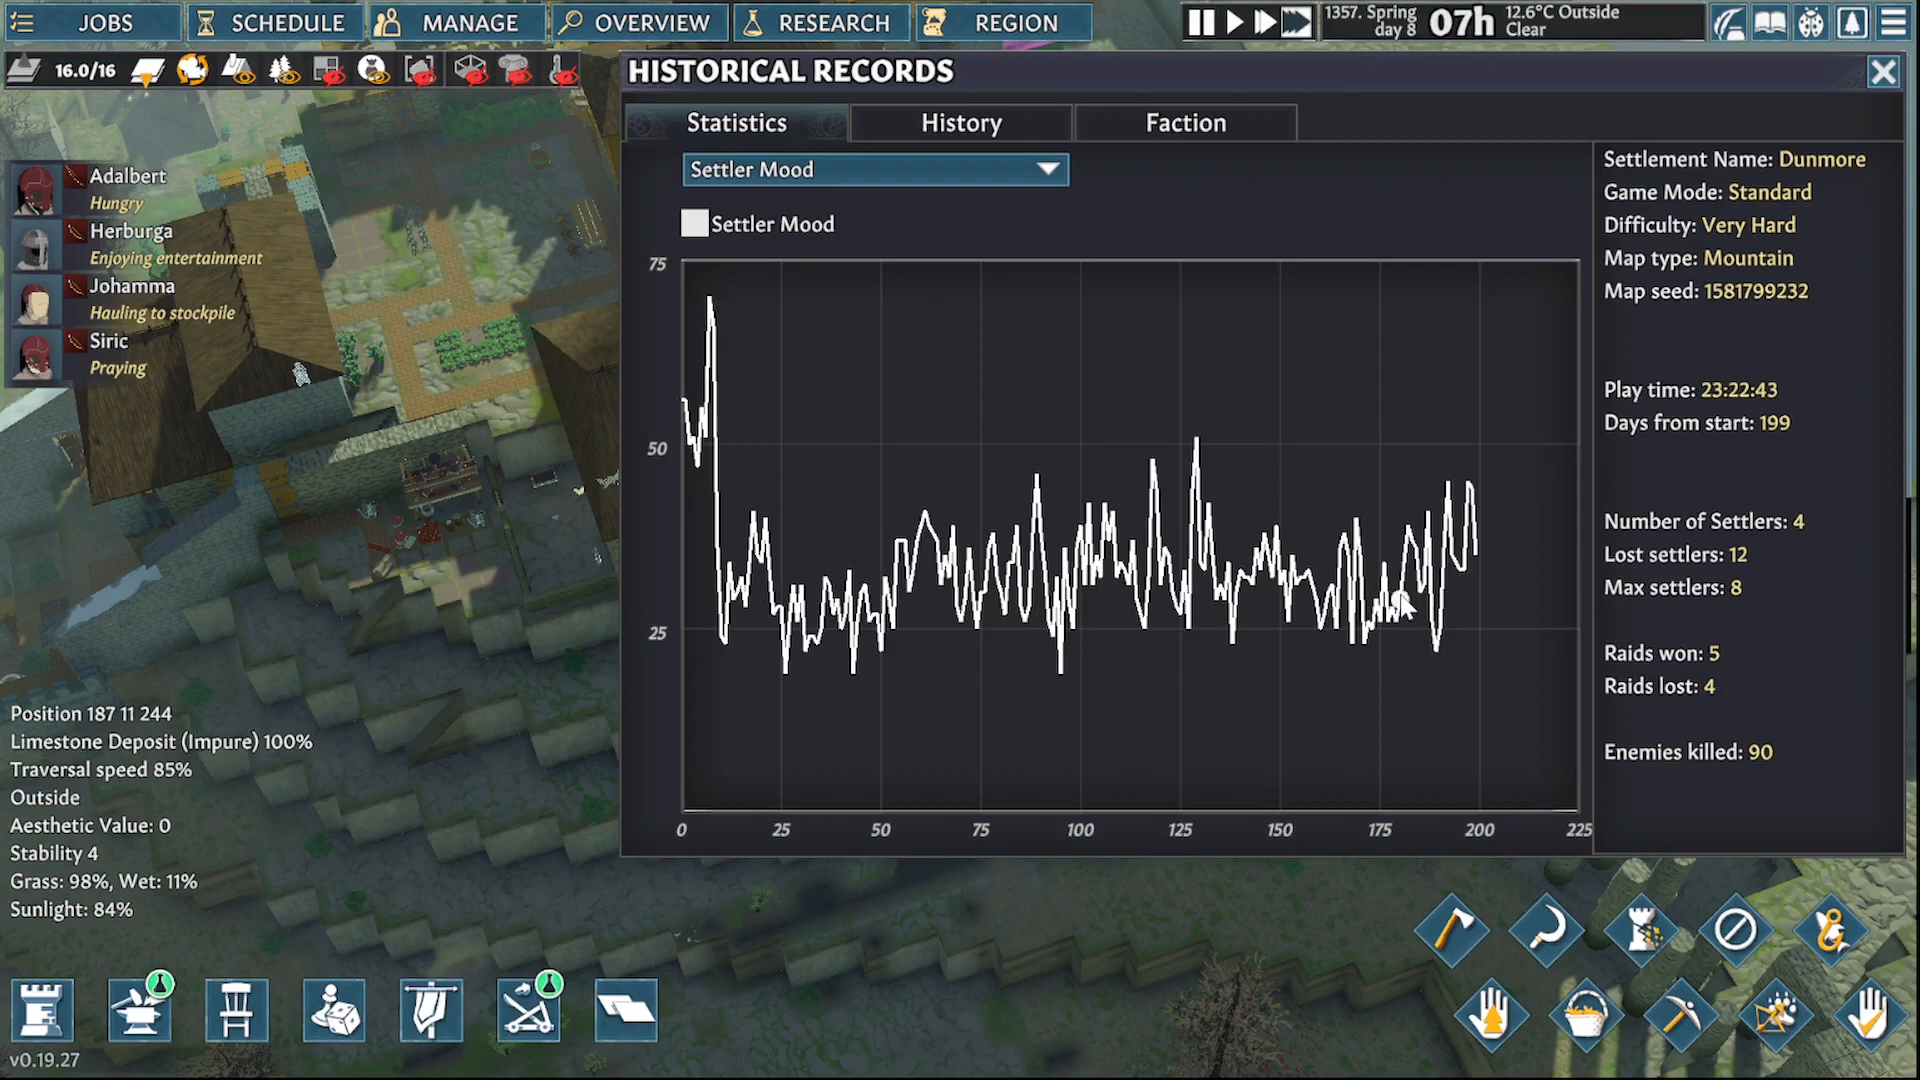 JOBS
SCHEDULE
MANAGE
OVERVIEW
RESEARCH
REGION
1357. Spring
day 8
07h
12.6°C Outside
Clear
16.0/16
HISTORICAL RECORDS
Statistics
History
Faction
Settler Mood
Settler Mood
75
50
25
0 25 50 75 100 125 150 175 200 225
Settlement Name: Dunmore
Game Mode: Standard
Difficulty: Very Hard
Map type: Mountain
Map seed: 1581799232
Play time: 23:22:43
Days from start: 199
Number of Settlers: 4
Lost settlers: 12
Max settlers: 8
Raids won: 5
Raids lost: 4
Enemies killed: 90
Adalbert
Hungry
Herburga
Enjoying entertainment
Johamma
Hauling to stockpile
Siric
Praying
Position 187 11 244
Limestone Deposit (Impure) 100%
Traversal speed 85%
Outside
Aesthetic Value: 0
Stability 4
Grass: 98%, Wet: 11%
Sunlight: 84%
v0.19.27